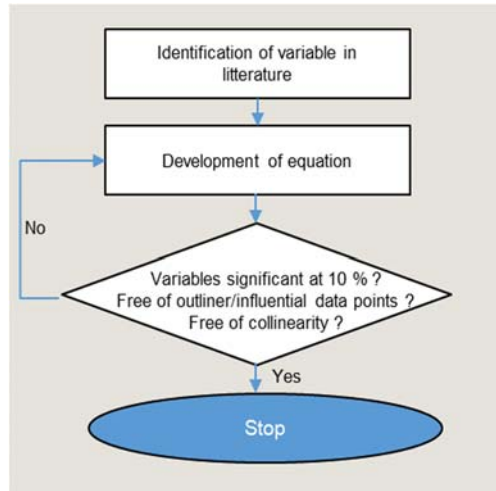 Identification of variable in
litterature
Development of equation
No
Variables significant at 10 % ?
Free of outliner/influential data points ?
Free of collinearity ?
Yes
Stop